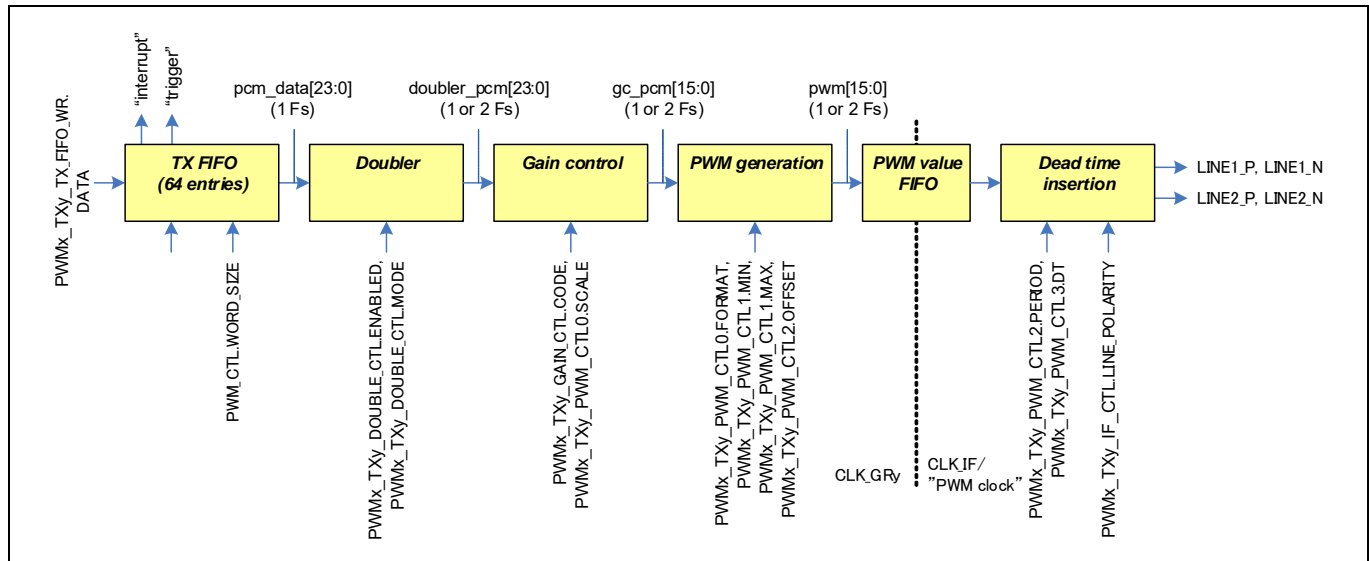 "interrupt"
"trigger"
pcm_data[23:0]
(1 Fs)
doubler_pcm[23:0]
(1 or 2 Fs)
gc_pcm[15:0]
(1 or 2 Fs)
pwm[15:0]
(1 or 2 Fs)
PWMx_TXy_TX_FIFO_WR.
DATA
TX FIFO
(64 entries)
Doubler
Gain control
PWM generation
PWM value
FIFO
Dead time
insertion
LINE1_P, LINE1_N
LINE2_P, LINE2_N
PWM_CTL.WORD_SIZE
PWMx_TXy_DOUBLE_CTL.ENABLED,
PWMx_TXy_DOUBLE_CTL.MODE
PWMx_TXy_GAIN_CTL.CODE,
PWMx_TXy_PWM_CTL0.SCALE
PWMx_TXy_PWM_CTL0.FORMAT,
PWMx_TXy_PWM_CTL1.MIN,
PWMx_TXy_PWM_CTL1.MAX,
PWMx_TXy_PWM_CTL2.OFFSET
CLK_GRy
CLK_IF/
"PWM clock"
PWMx_TXy_PWM_CTL2.PERIOD,
PWMx_TXy_PWM_CTL3.DT
PWMx_TXy_IF_CTL.LINE_POLARITY